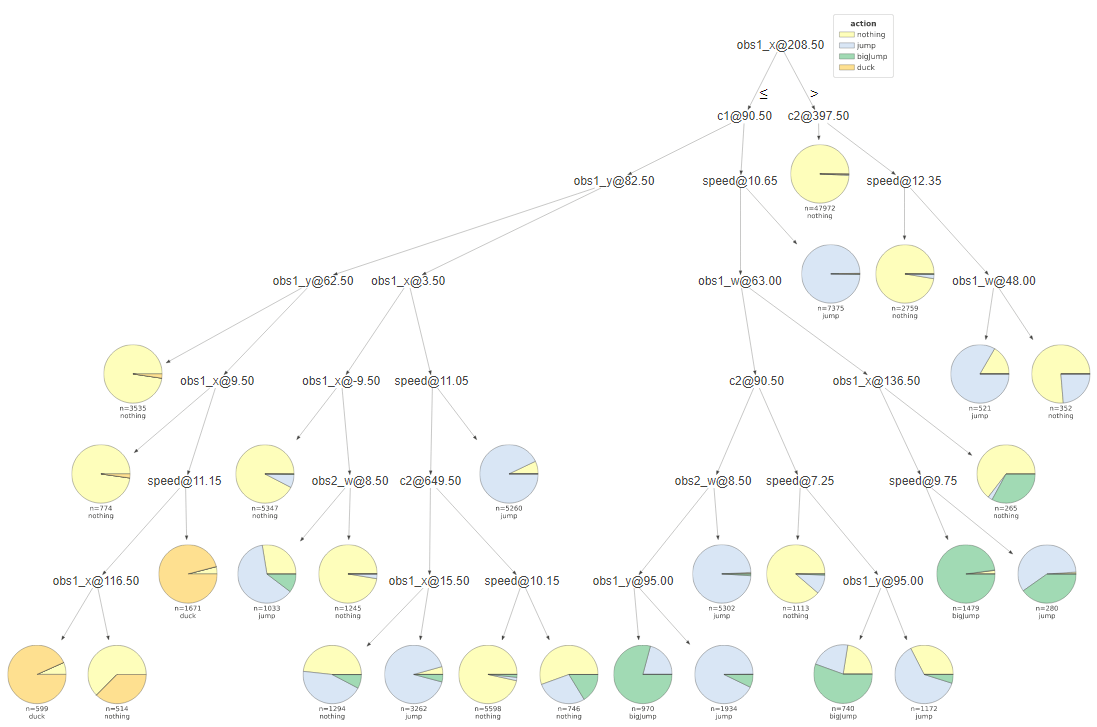 obs1_x@208.50
action
nothing
jump
bigJump
duck
≤
>
c1@90.50
c2@397.50
obs1_y@82.50
speed@10.65
n=47972
nothing
speed@12.35
obs1_y@62.50
obs1_x@3.50
obs1_w@63.00
n=7375
jump
n=2759
nothing
obs1_w@48.00
n=3535
nothing
obs1_x@9.50
obs1_x@-9.50
speed@11.05
c2@90.50
obs1_x@136.50
n=521
jump
n=352
nothing
n=774
nothing
speed@11.15
n=5347
nothing
obs2_w@8.50
c2@649.50
n=5260
jump
obs2_w@8.50
speed@7.25
speed@9.75
n=265
nothing
obs1_x@116.50
n=1671
duck
n=1033
jump
n=1245
nothing
obs1_x@15.50
speed@10.15
obs1_y@95.00
n=5302
jump
n=1113
nothing
obs1_y@95.00
n=1479
bigJump
n=280
jump
n=599
duck
n=514
nothing
n=1294
nothing
n=3262
jump
n=5598
nothing
n=746
nothing
n=970
bigJump
n=1934
jump
n=740
bigJump
n=1172
jump